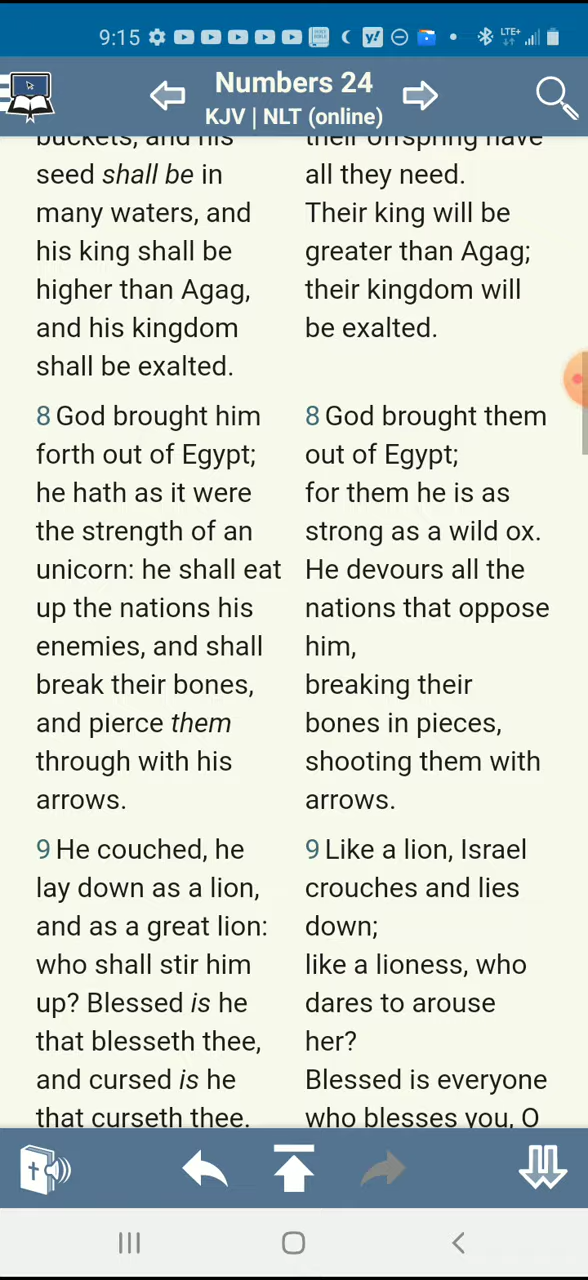 9:15
LTE+
Numbers 24
KJV | NLT (online)
buckets, and his
seed shall be in
many waters, and
his king shall be
higher than Agag,
and his kingdom
shall be exalted.
8 God brought him
forth out of Egypt;
he hath as it were
the strength of an
unicorn: he shall eat
up the nations his
enemies, and shall
break their bones,
and pierce them
through with his
arrows.
9 He couched, he
lay down as a lion,
and as a great lion:
who shall stir him
up? Blessed is he
that blesseth thee,
and cursed is he
that curseth thee.
their offspring have
all they need.
Their king will be
greater than Agag;
their kingdom will
be exalted.
8 God brought them
out of Egypt;
for them he is as
strong as a wild ox.
He devours all the
nations that oppose
him,
breaking their
bones in pieces,
shooting them with
arrows.
9 Like a lion, Israel
crouches and lies
down;
like a lioness, who
dares to arouse
her?
Blessed is everyone
who blesses you, O